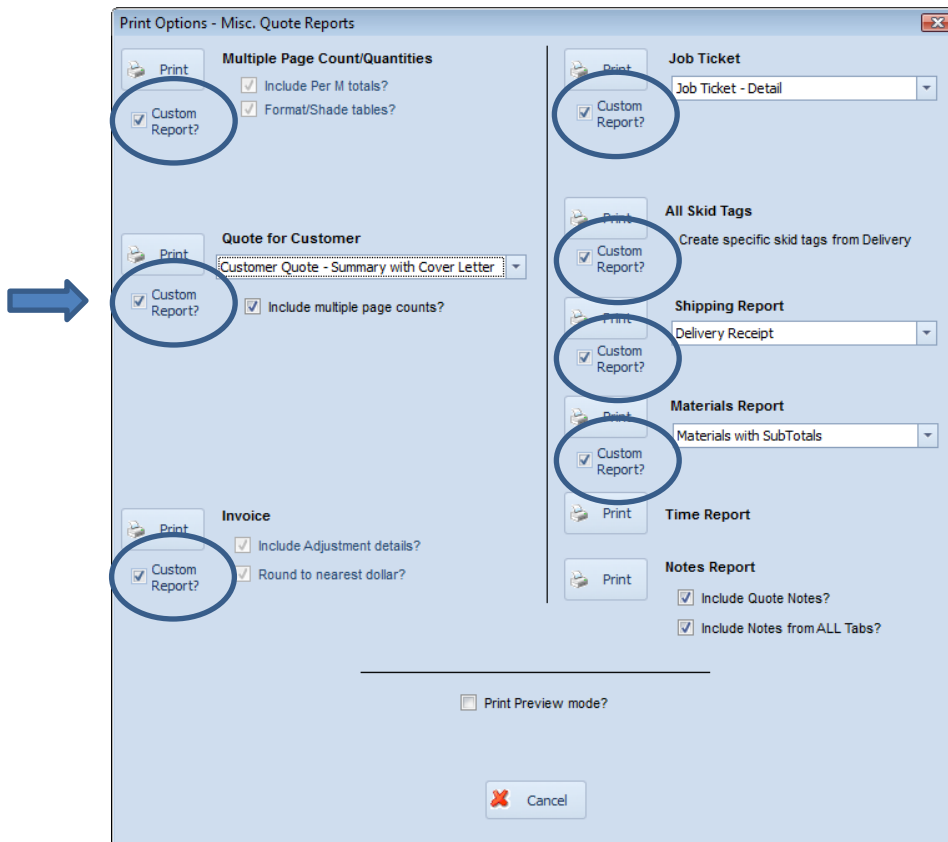 Print Options - Misc. Quote Reports
Print
Multiple Page Count/Quantities
Include Per M totals?
Format/Shade tables?
Custom
Report?
Print
Quote for Customer
Customer Quote - Summary with Cover Letter
Custom
Report?
Include multiple page counts?
Print
Invoice
Include Adjustment details?
Custom
Report?
Round to nearest dollar?
Print
Job Ticket
Job Ticket - Detail
Custom
Report?
Print
All Skid Tags
Create specific skid tags from Delivery
Custom
Report?
Print
Shipping Report
Delivery Receipt
Custom
Report?
Print
Materials Report
Materials with SubTotals
Custom
Report?
Print
Time Report
Print
Notes Report
Include Quote Notes?
Include Notes from ALL Tabs?
Print Preview mode?
Cancel